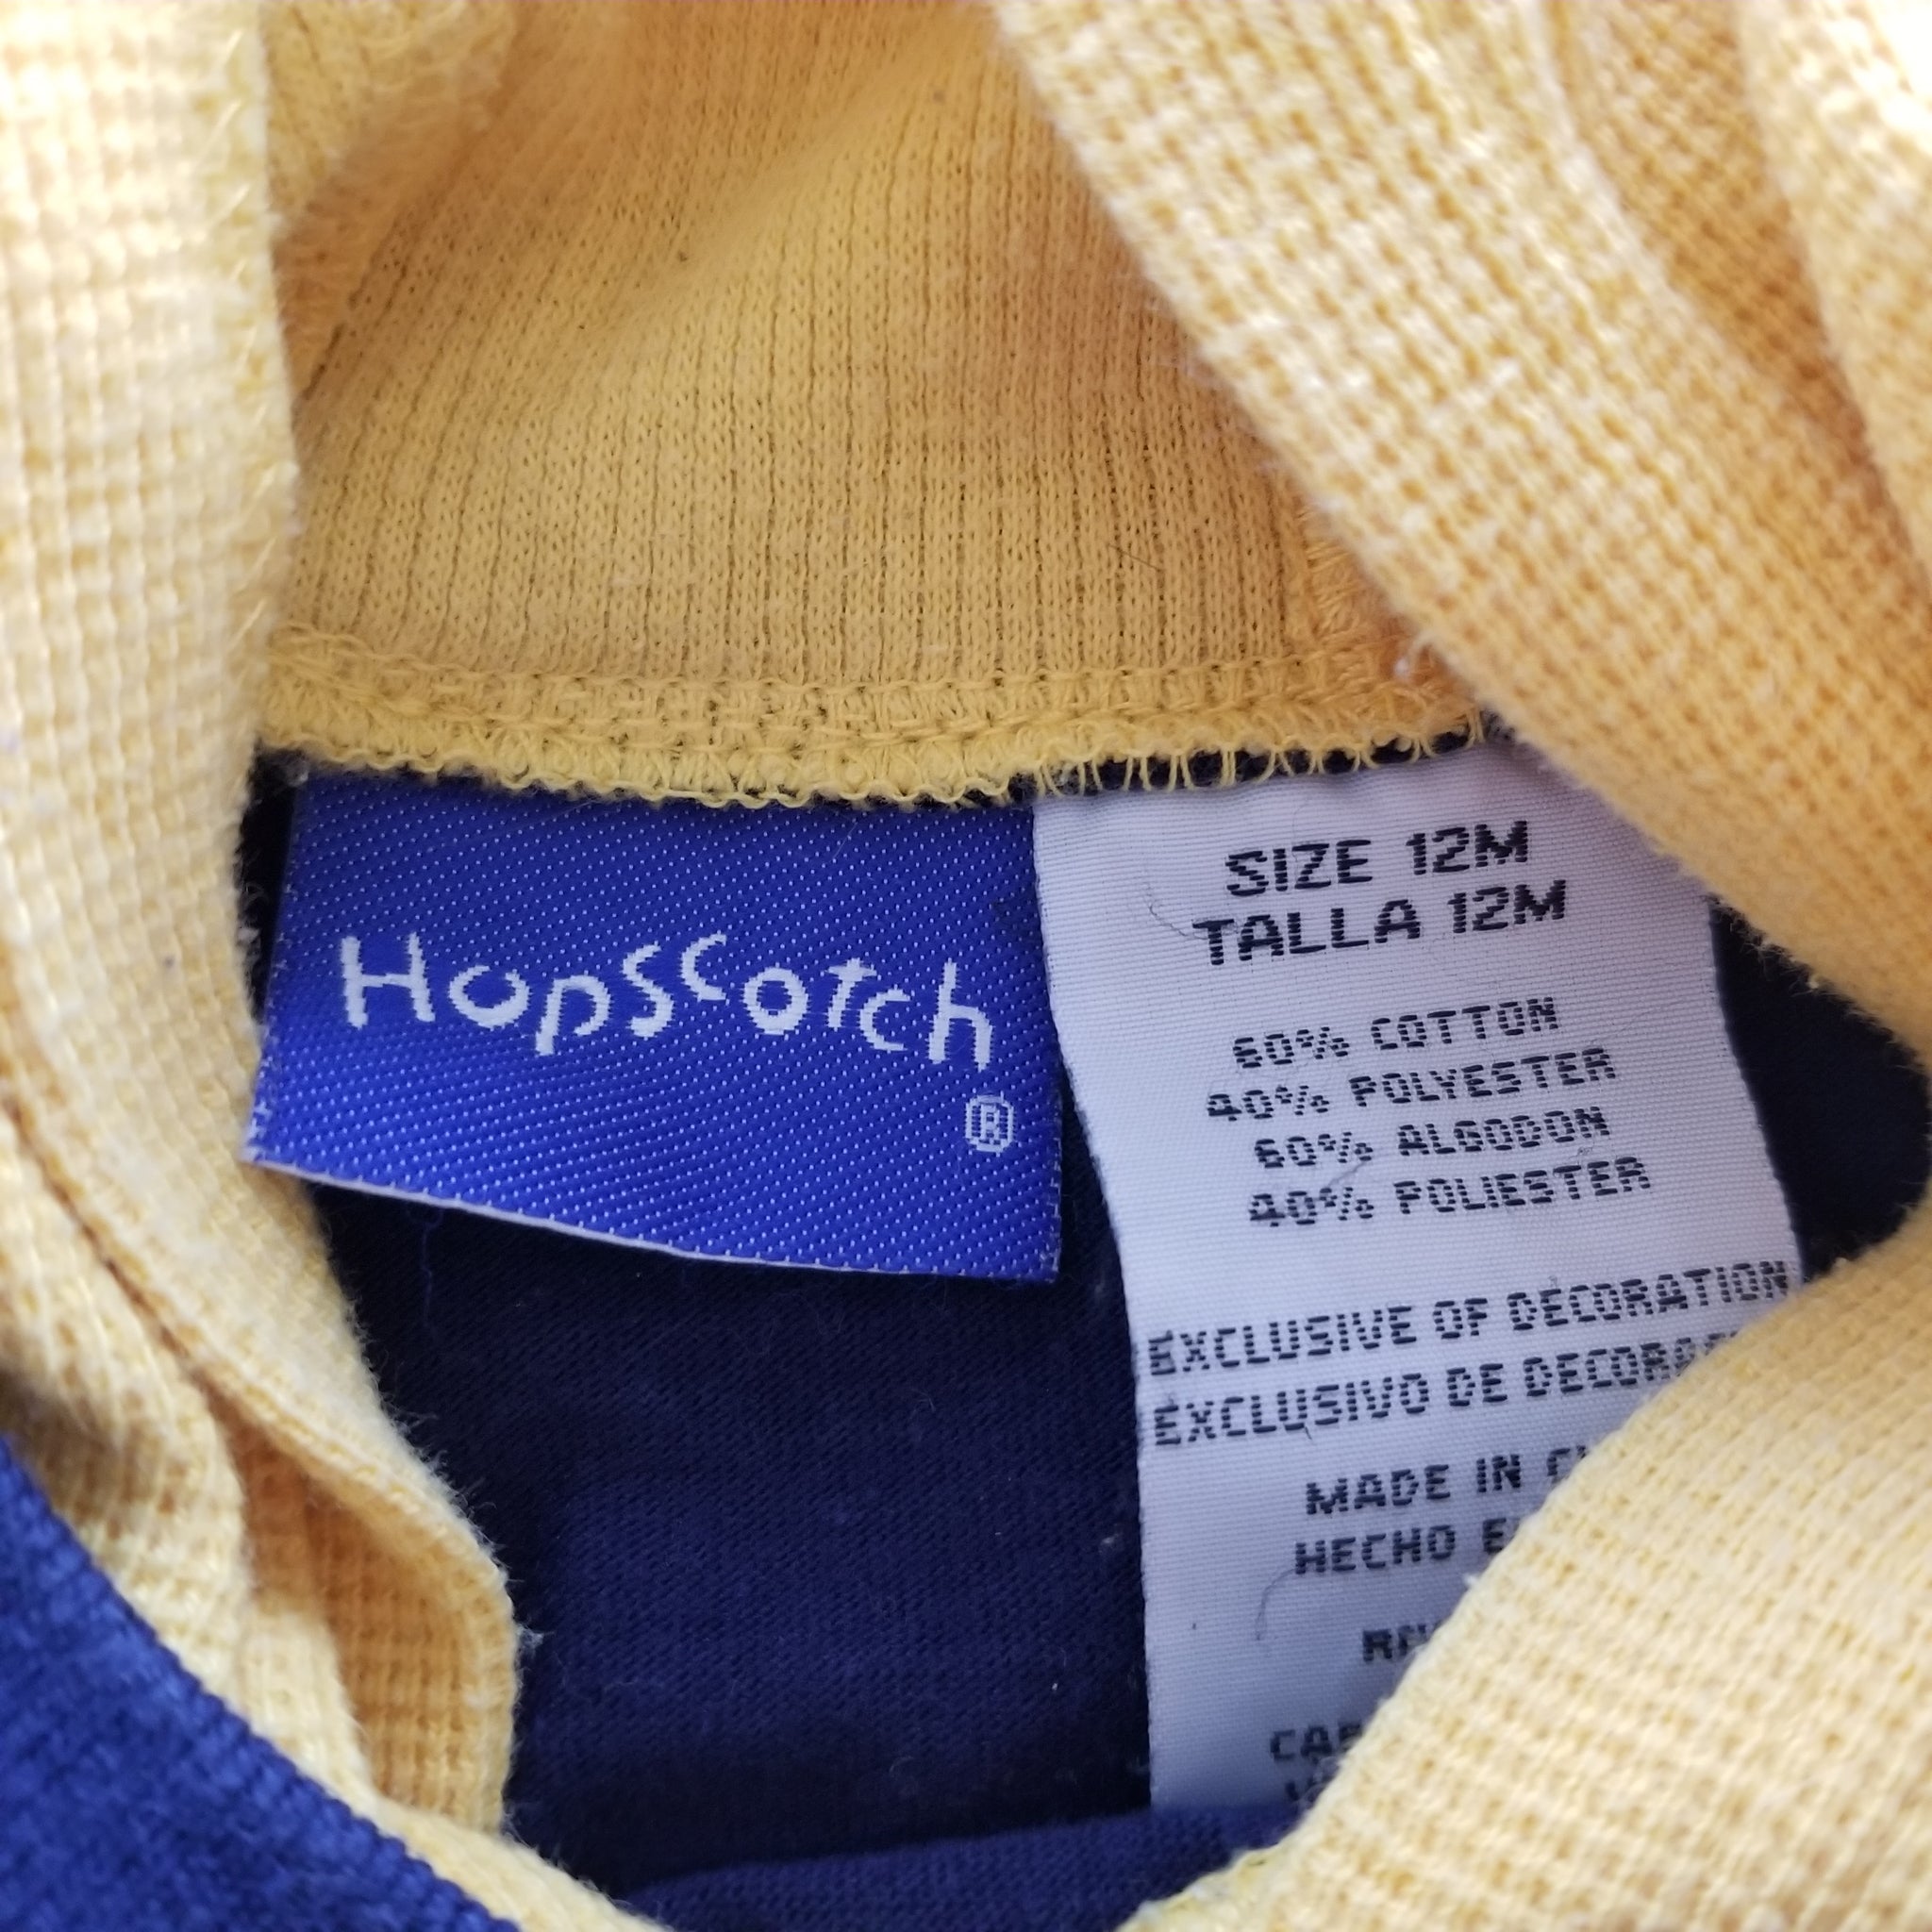 Hopscotch
®
SIZE 12M
TALLA 12M
60% COTTON
40% POLYESTER
60% ALGODON
40% POLIESTER
EXCLUSIVE OF DECORATION
EXCLUSIVO DE
MADE IN
HECHO